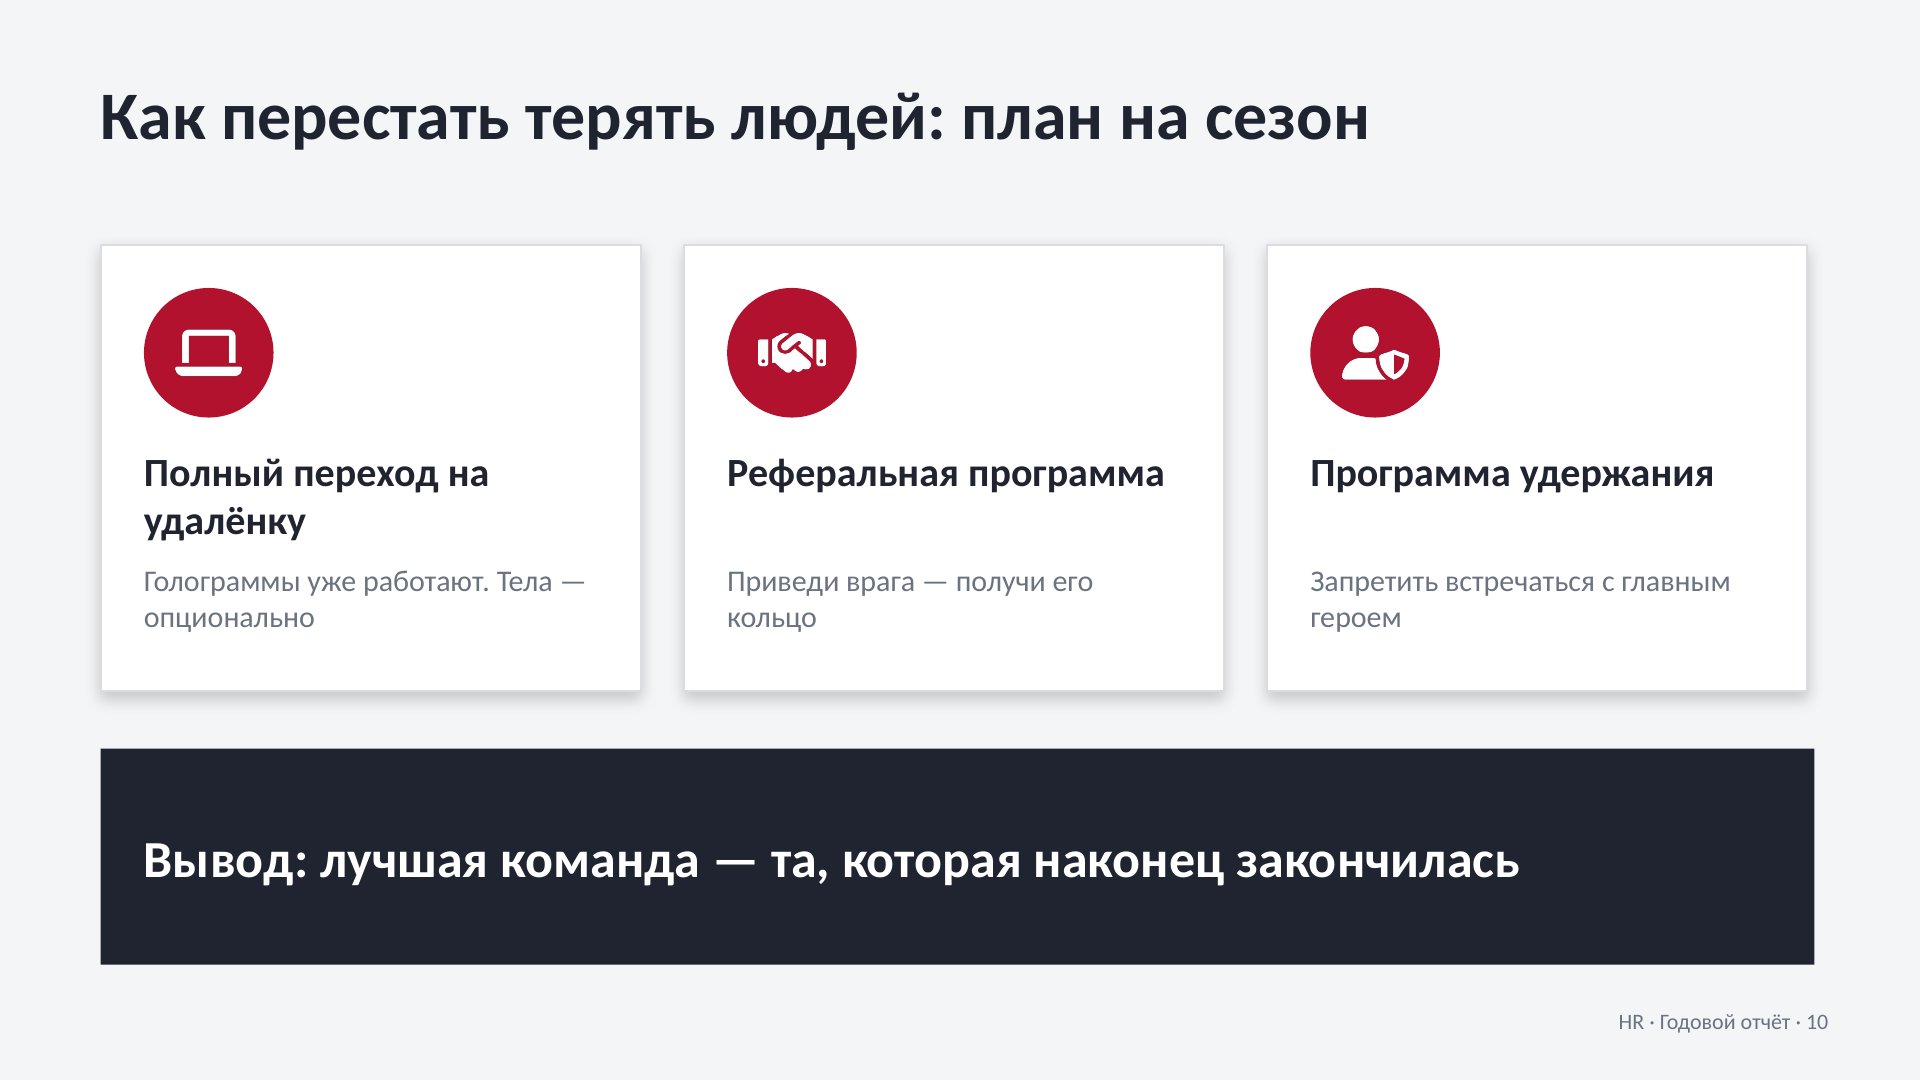 Как перестать терять людей: план на сезон
Полный переход на
удалёнку
Голограммы уже работают. Тела —
опционально
Реферальная программа
Приведи врага — получи его
кольцо
Программа удержания
Запретить встречаться с главным
героем
Вывод: лучшая команда — та, которая наконец закончилась
HR · Годовой отчёт · 10